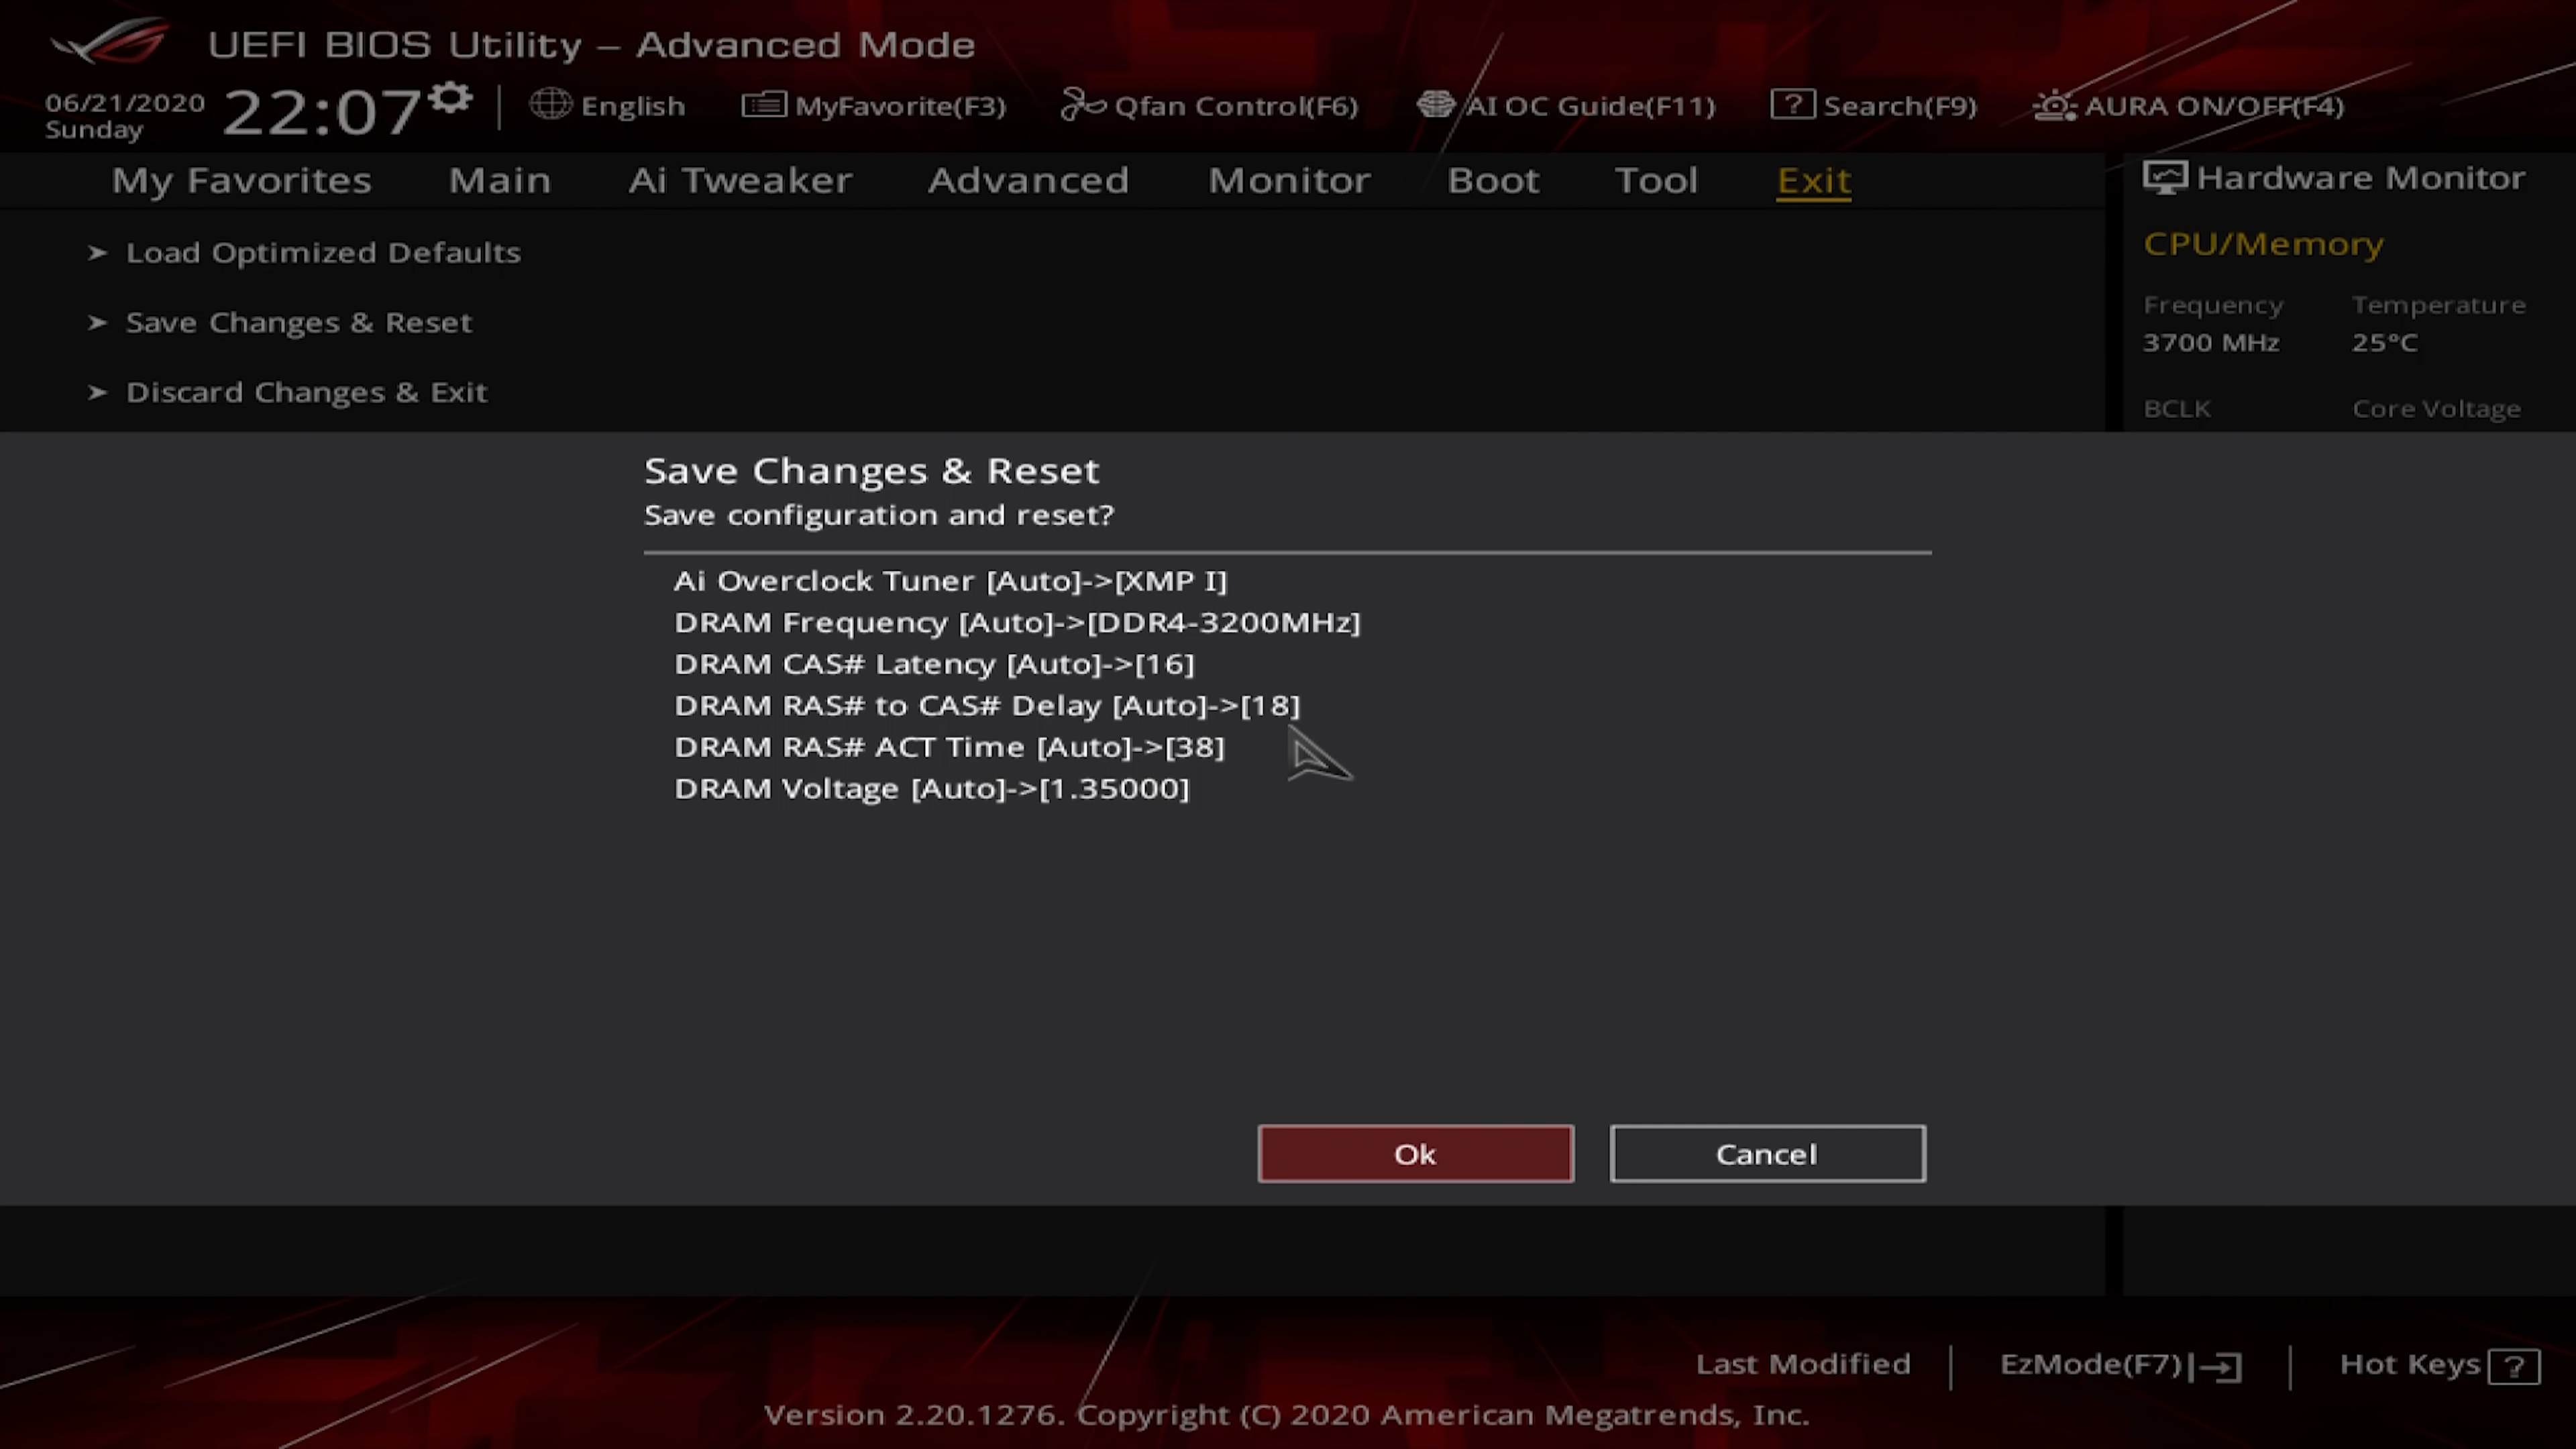 UEFI BIOS Utility – Advanced Mode
06/21/2020
Sunday
22:07
English
MyFavorite(F3)
Qfan Control(F6)
AI OC Guide(F11)
?
Search(F9)
AURA ON/OFF(F4)
My Favorites
Main
Ai Tweaker
Advanced
Monitor
Boot
Tool
Exit
Hardware Monitor
Load Optimized Defaults
Save Changes & Reset
Discard Changes & Exit
CPU/Memory
Frequency
Temperature
3700 MHz
25°C
BCLK
Core Voltage
Save Changes & Reset
Save configuration and reset?
Ai Overclock Tuner [Auto]->[XMP I]
DRAM Frequency [Auto]->[DDR4-3200MHz]
DRAM CAS# Latency [Auto]->[16]
DRAM RAS# to CAS# Delay [Auto]->[18]
DRAM RAS# ACT Time [Auto]->[38]
DRAM Voltage [Auto]->[1.35000]
Ok
Cancel
Last Modified
EzMode(F7)
Hot Keys
?
Version 2.20.1276. Copyright (C) 2020 American Megatrends, Inc.